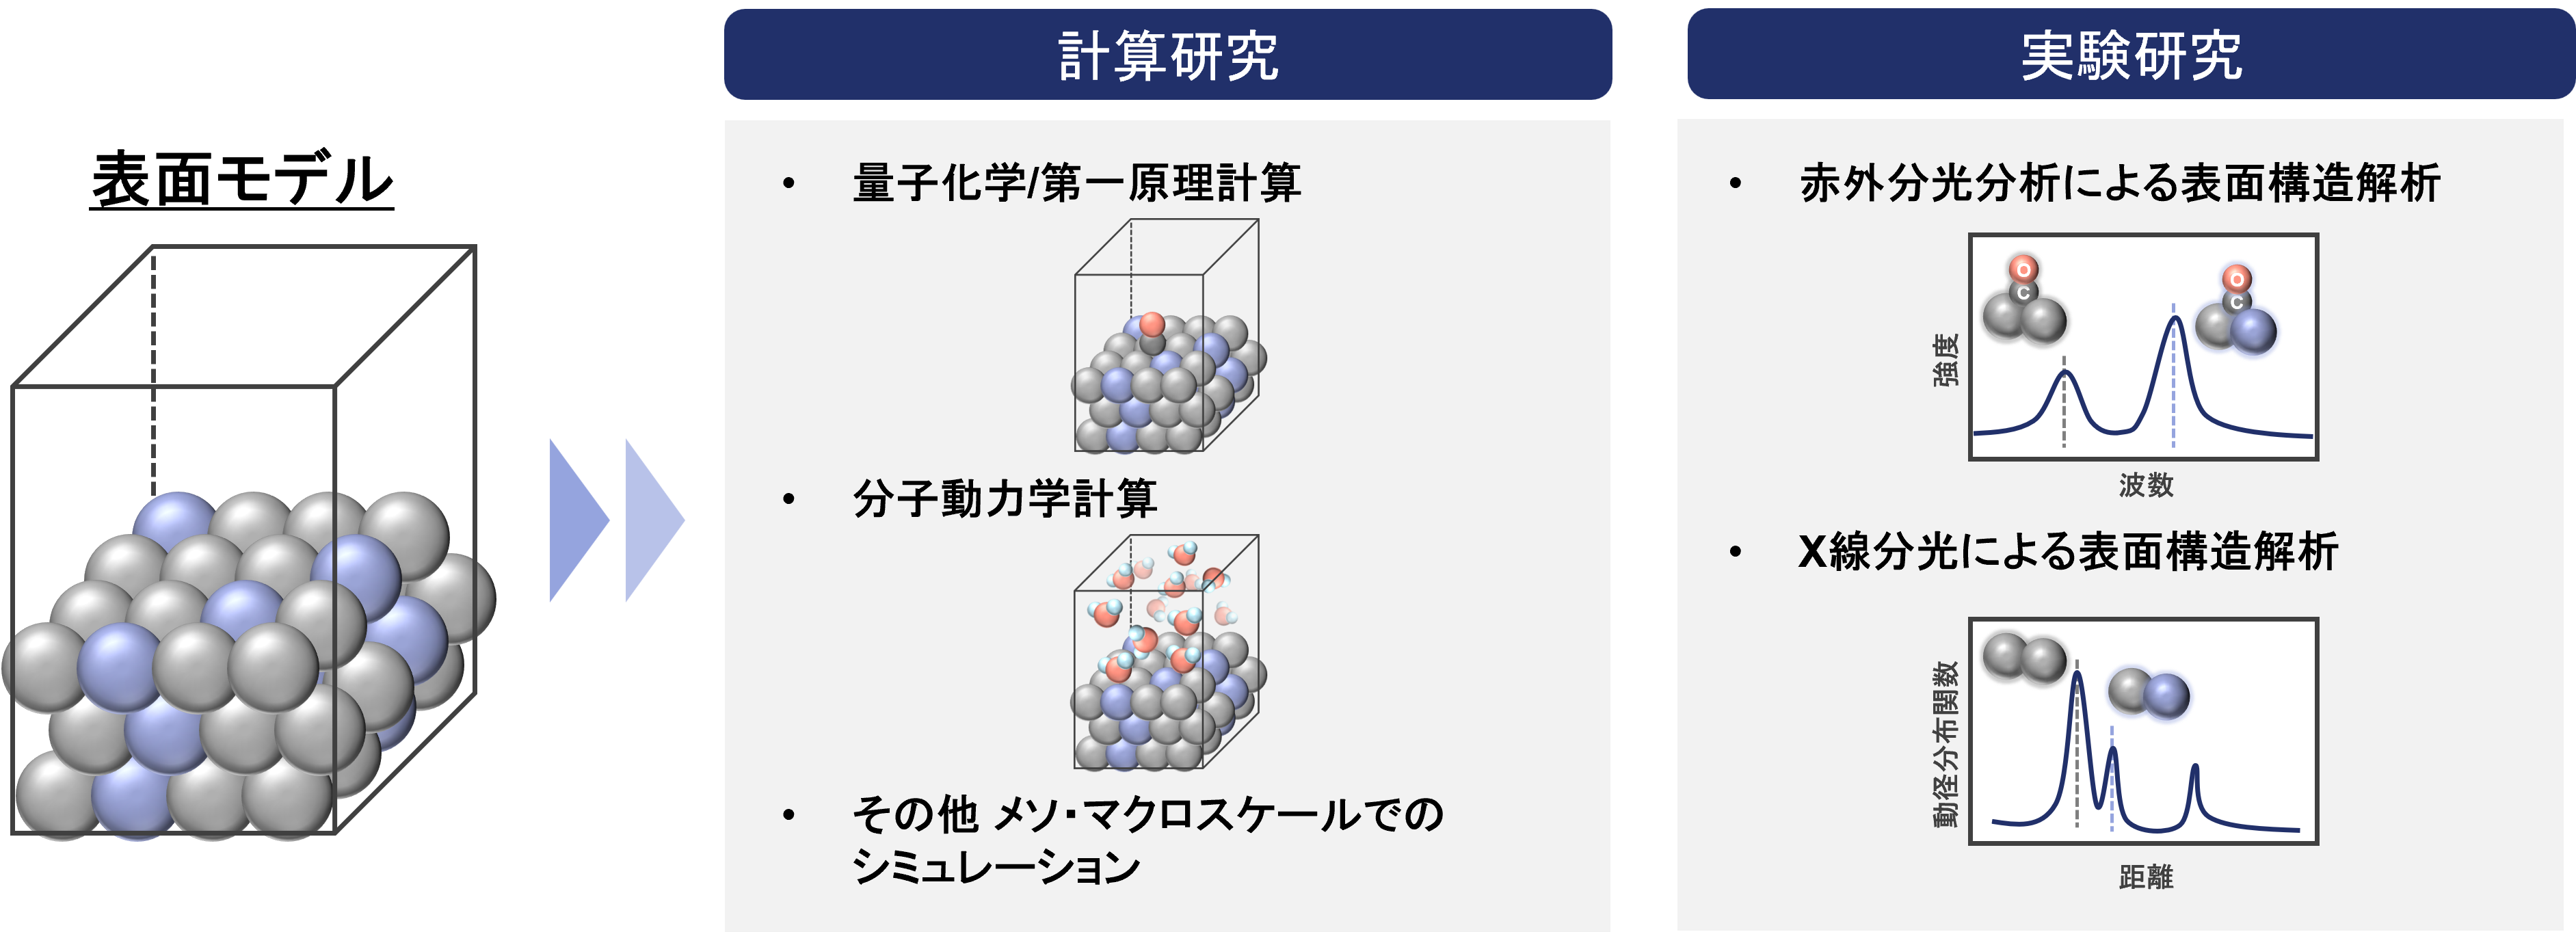 表面モデル
計算研究
• 量子化学/第一原理計算
• 分子動力学計算
• その他 メソ・マクロスケールでの
シミュレーション
実験研究
• 赤外分光分析による表面構造解析
O
C
O
C
強度
波数
• X線分光による表面構造解析
動径分布関数
距離